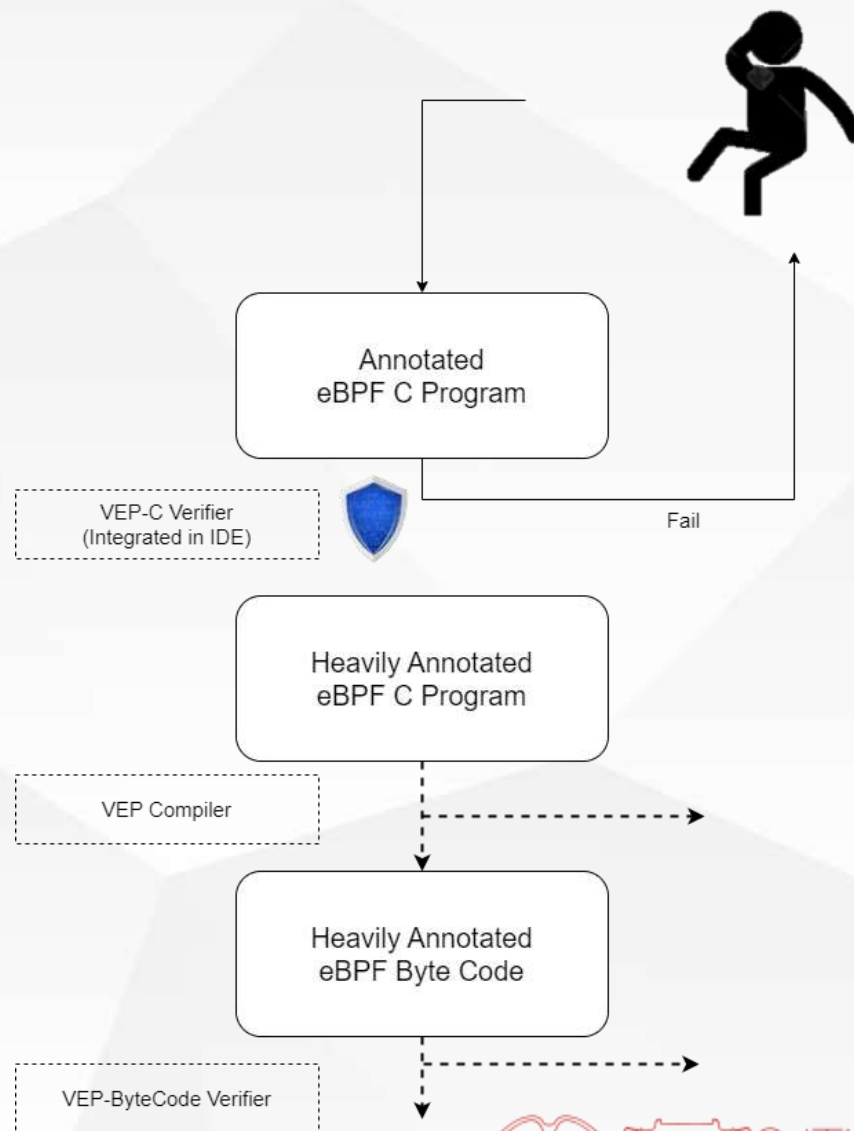 Annotated
eBPF C Program
VEP-C Verifier
(Integrated in IDE)
Fail
Heavily Annotated
eBPF C Program
VEP Compiler
Heavily Annotated
eBPF Byte Code
VEP-ByteCode Verifier